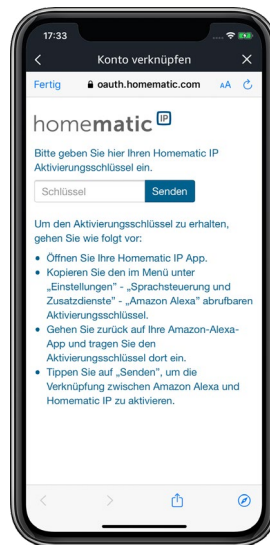 17:33
Konto verknüpfen
Fertig oauth.homematic.com AA
homematic IP
Bitte geben Sie hier Ihren Homematic IP
Aktivierungsschlüssel ein.
Schlüssel Senden
Um den Aktivierungsschlüssel zu erhalten,
gehen Sie wie folgt vor:
• Öffnen Sie Ihre Homematic IP App.
• Kopieren Sie den im Menü unter
„Einstellungen" - „Sprachsteuerung und
Zusatzdienste" - „Amazon Alexa" abrufbaren
Aktivierungsschlüssel.
• Gehen Sie zurück auf Ihre Amazon-Alexa-
App und tragen Sie den
Aktivierungsschlüssel dort ein.
• Tippen Sie auf „Senden", um die
Verknüpfung zwischen Amazon Alexa und
Homematic IP zu aktivieren.